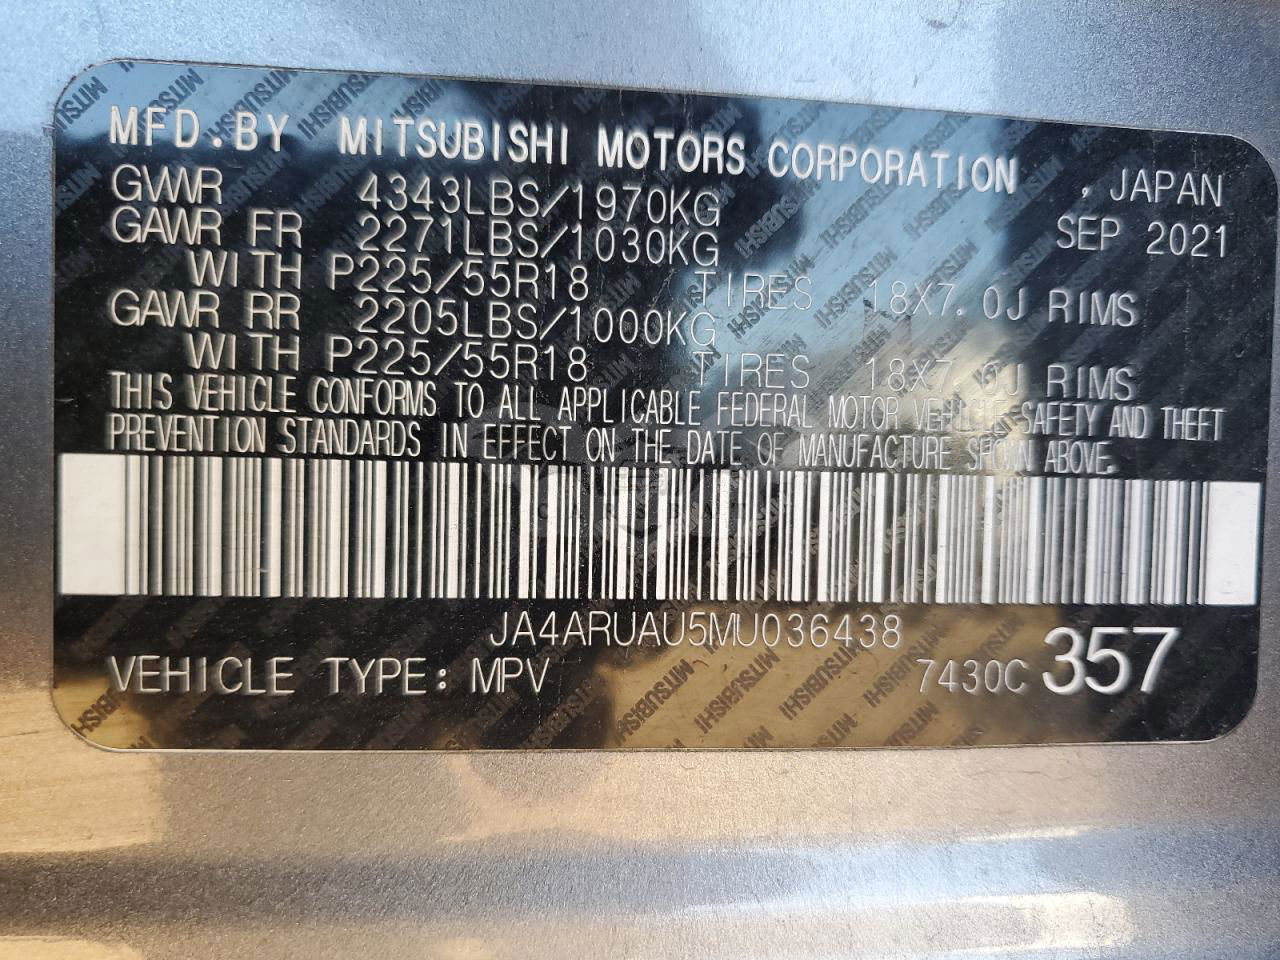 MFD.BY MITSUBISHI MOTORS CORPORATION , JAPAN
GVWR 4343LBS/1970KG SEP 2021
GAWR FR 2271LBS/1030KG
WITH P225/55R18 TIRES 18X7.0J RIMS
GAWR RR 2205LBS/1000KG
WITH P225/55R18 TIRES 18X7.0J RIMS
THIS VEHICLE CONFORMS TO ALL APPLICABLE FEDERAL MOTOR VEHICLE SAFETY AND THEFT
PREVENTION STANDARDS IN EFFECT ON THE DATE OF MANUFACTURE SHOWN ABOVE.
JA4ARUAU5MU036438
VEHICLE TYPE: MPV 7430C 357